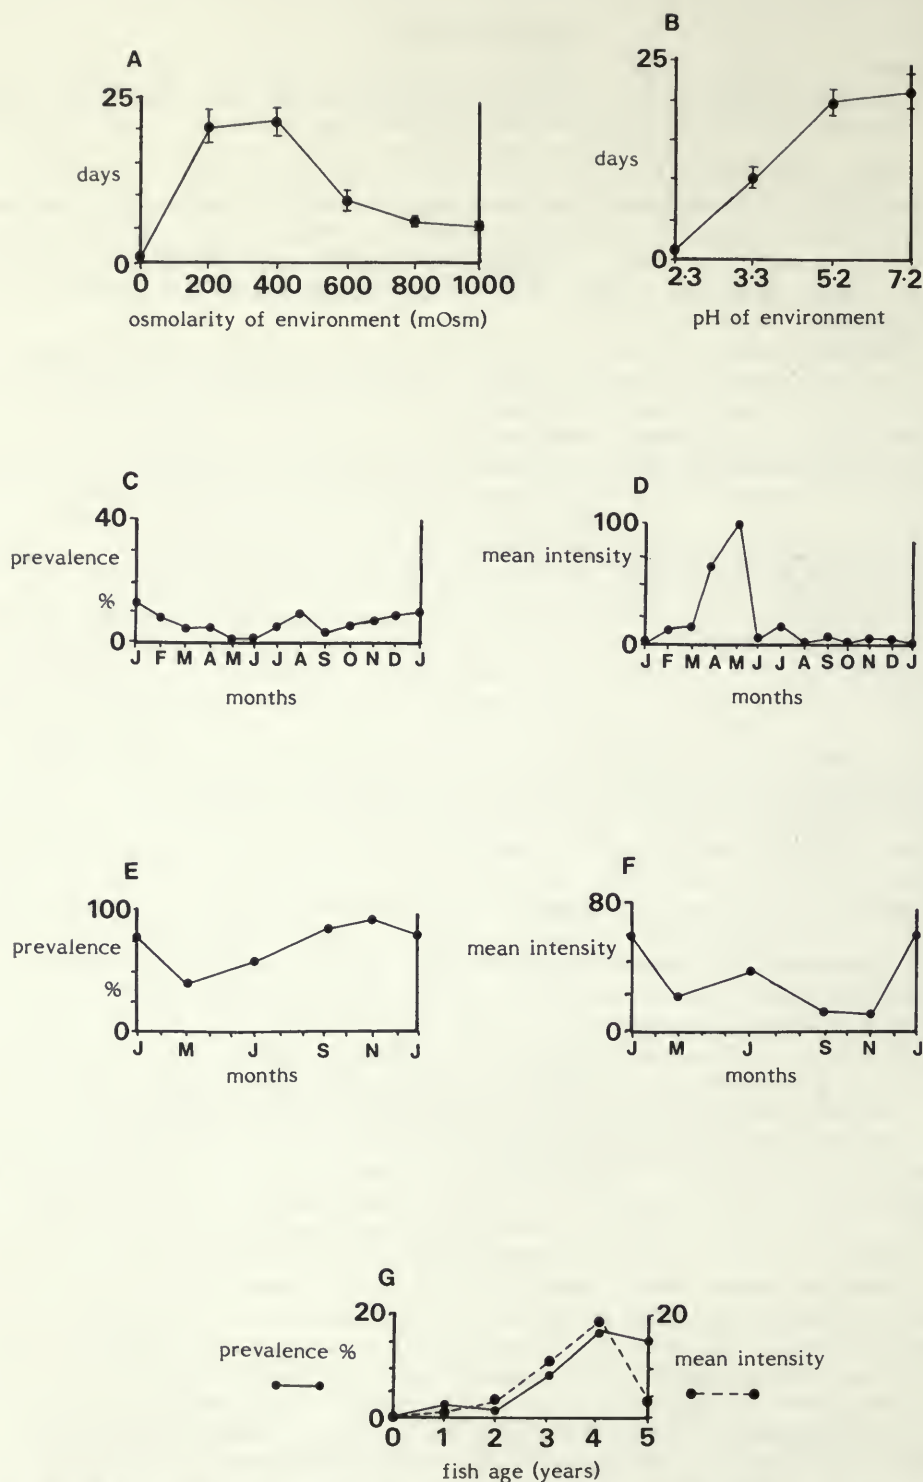 A
25
days
0
0 200 400 600 800 1000
osmolarity of environment (mOsm)
B
25
days
0
2·3 3·3 5·2 7·2
pH of environment
C
40
prevalence
%
0
J F M A M J J A S O N D J
months
D
100
mean intensity
0
J F M A M J J A S O N D J
months
E
100
prevalence
%
0
J M J S N J
months
F
80
mean intensity
0
J M J S N J
months
G
20 20
prevalence % mean intensity
0
0 1 2 3 4 5
fish age (years)